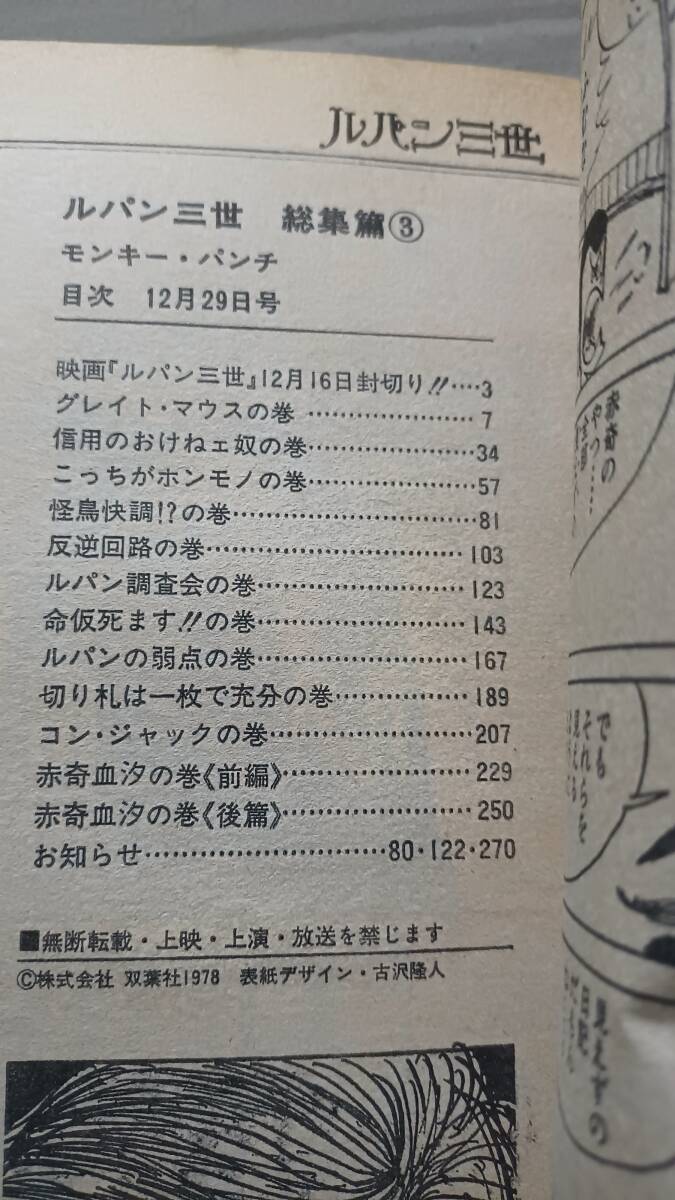 ルパン三世
ルパン三世 総集篇③
モンキー・パンチ
目次 12月29日号
映画『ルパン三世』12月16日封切り!!‥‥3
グレイト・マウスの巻…………………7
信用のおけねェ奴の巻…………………34
こっちがホンモノの巻…………………57
怪鳥快調!?の巻…………………………81
反逆回路の巻……………………………103
ルパン調査会の巻………………………123
命仮死ます!!の巻………………………143
ルパンの弱点の巻………………………167
切り札は一枚で充分の巻………………189
コン・ジャックの巻……………………207
赤奇血汐の巻《前編》…………………229
赤奇血汐の巻《後篇》…………………250
お知らせ…………………………80・122・270
■無断転載・上映・上演・放送を禁じます
©株式会社 双葉社1978 表紙デザイン・古沢隆人
赤奇の
やつ……
でも
それらを